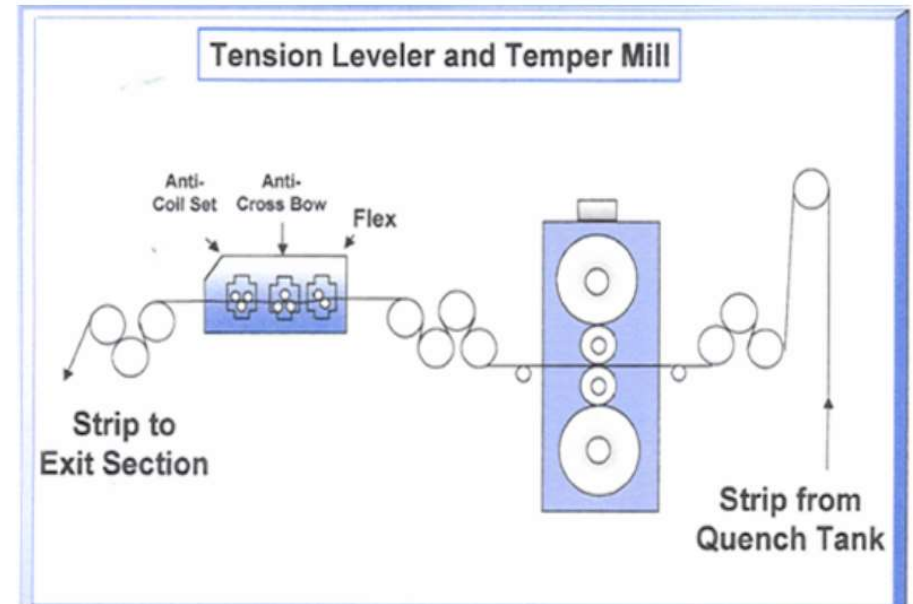 Tension Leveler and Temper Mill
Anti-
Coil Set
Anti-
Cross Bow
Flex
Strip to
Exit Section
Strip from
Quench Tank